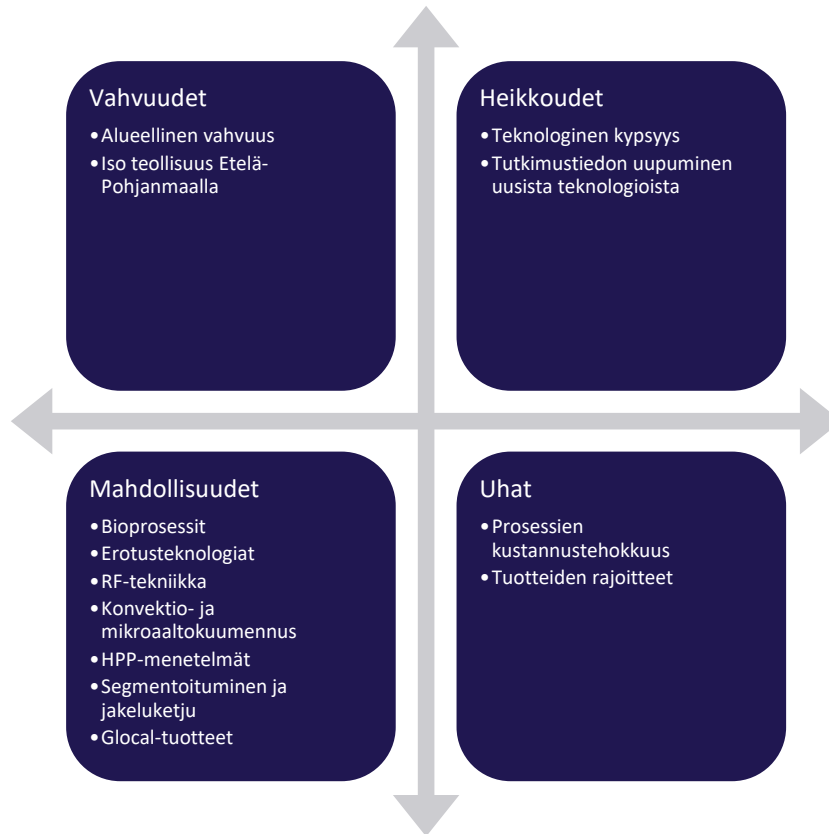 Vahvuudet
•Alueellinen vahvuus
•Iso teollisuus Etelä-
Pohjanmaalla
Heikkoudet
•Teknologinen kypsyys
•Tutkimustiedon uupuminen
uusista teknologioista
Mahdollisuudet
•Bioprosessit
•Erotusteknologiat
•RF-tekniikka
•Konvektio- ja
mikroaaltokuumennus
•HPP-menetelmät
•Segmentoituminen ja
jakeluketju
•Glocal-tuotteet
Uhat
•Prosessien
kustannustehokkuus
•Tuotteiden rajoitteet